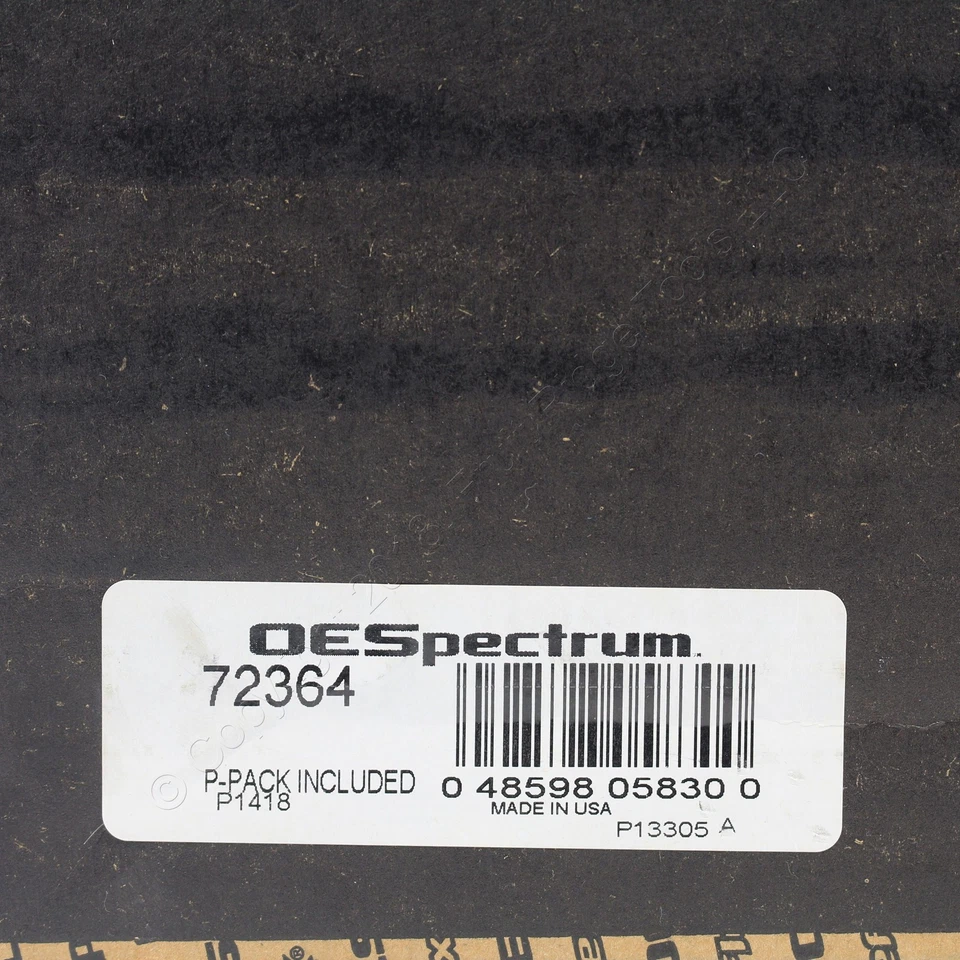 OESpectrum
72364
P-PACK INCLUDED
P1418
0 48598 05830 0
MADE IN USA
P13305 A